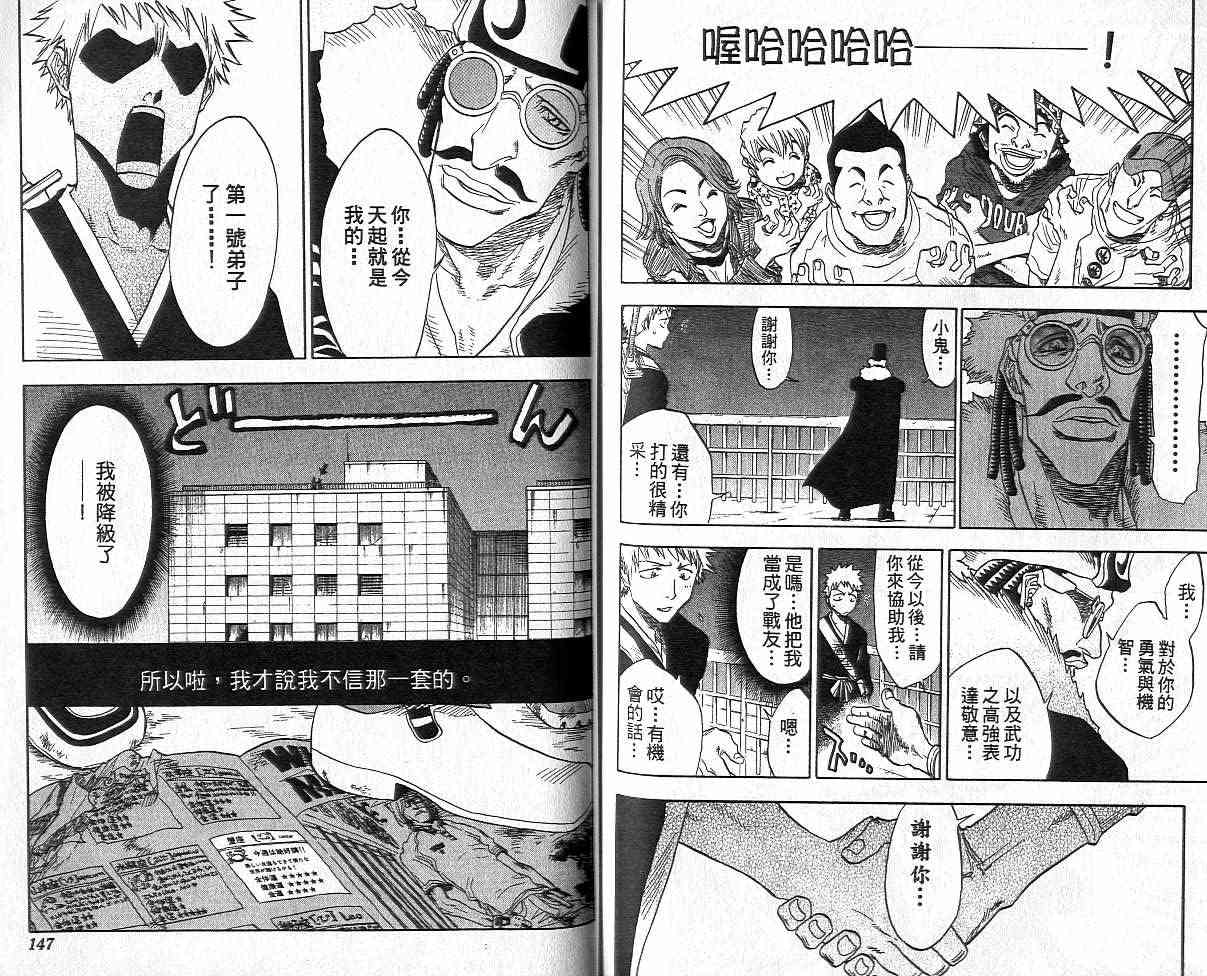 喔哈哈哈哈————！
………
小鬼…
謝謝你…
還有…你
打的很精
采…
我…
對於你的
勇氣與機
智…
以及武功
之高強表
達敬意…
從今以後…請
你來協助我…
是嗎…他把我
當成了戰友…
嗯…
哎…有機
會的話…
謝謝你…
你…從今
天起就是
我的…
第一號弟子
了……！
どーん
我被降級了
——！
所以啦，我才說我不信那一套的。
147